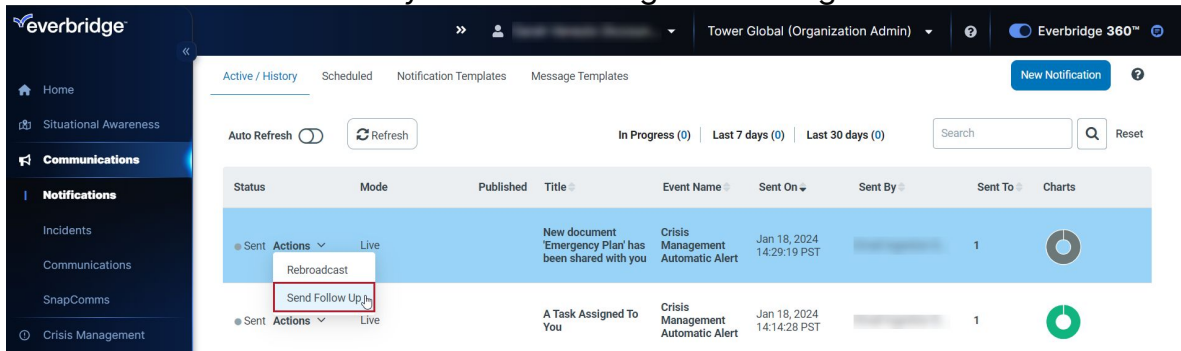 everbridge™
Tower Global (Organization Admin)
Everbridge 360™
Home
Situational Awareness
Communications
Notifications
Incidents
Communications
SnapComms
Crisis Management
Active / History Scheduled Notification Templates Message Templates
New Notification
Auto Refresh Refresh
In Progress (0) Last 7 days (0) Last 30 days (0)
Search Reset
Status Mode Published Title Event Name Sent On Sent By Sent To Charts
Sent Actions Live
New document
'Emergency Plan' has
been shared with you
Crisis
Management
Automatic Alert
Jan 18, 2024
14:29:19 PST
1
Rebroadcast
Send Follow Up
Sent Actions Live
A Task Assigned To
You
Crisis
Management
Automatic Alert
Jan 18, 2024
14:14:28 PST
1